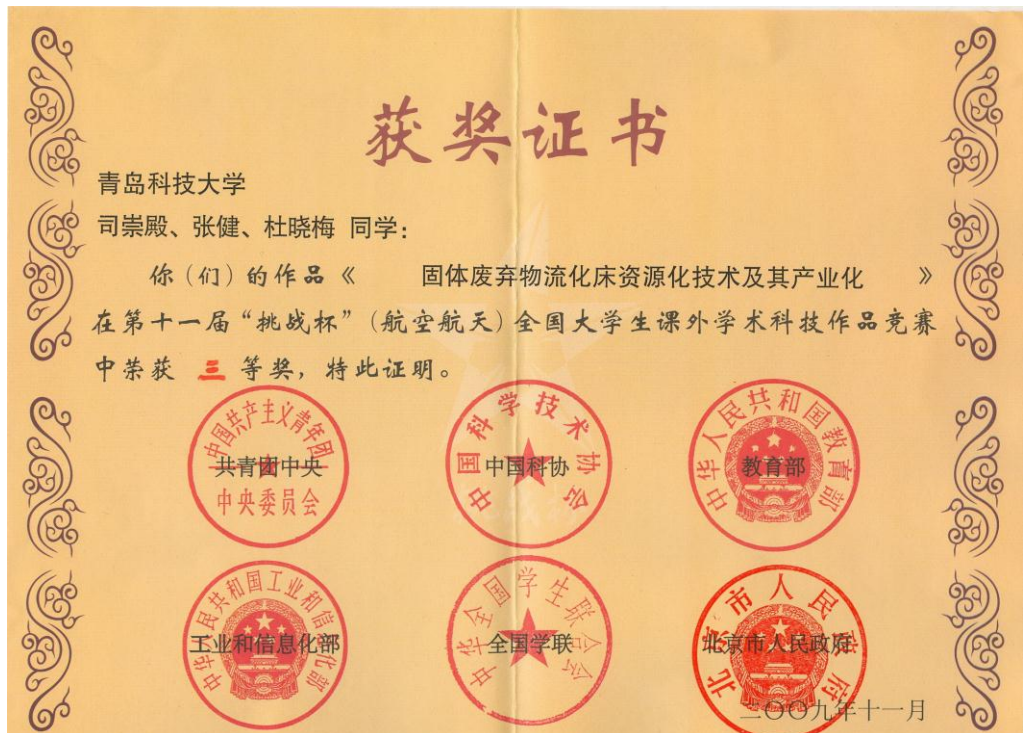 获奖证书
青岛科技大学
司崇殿、张健、杜晓梅 同学:
你(们)的作品《 固体废弃物流化床资源化技术及其产业化 》
在第十一届“挑战杯”(航空航天)全国大学生课外学术科技作品竞赛
中荣获 三 等奖，特此证明。
中国共产主义青年团
共青团中央
中央委员会
中国科学技术协会
中国科协
中华人民共和国教育部
教育部
中华人民共和国工业和信息化部
工业和信息化部
中华全国学生联合会
全国学联
北京市人民政府
北京市人民政府
二〇〇九年十一月